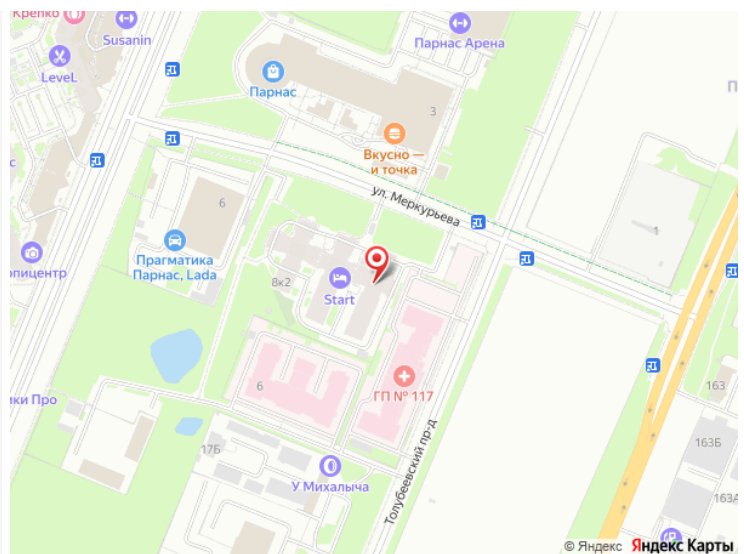 Крепко
Susanin
LeveL
Парнас Арена
Парнас
3
Вкусно —
и точка
ул. Меркурьева
6
1
Прагматика
Парнас, Lada
опицентр
8к2
Start
ики Про
6
ГП № 117
163
17Б
163Б
У Михалыча
163А
Толубеевский пр-д
© Яндекс Яндекс Карты